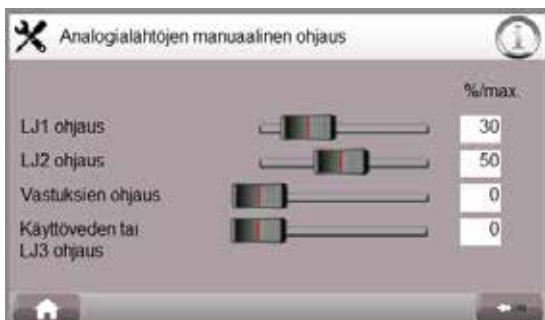 Analogialähtöjen manuaalinen ohjaus
%/max.
LJ1 ohjaus
30
LJ2 ohjaus
50
Vastuksien ohjaus
0
Käyttöveden tai
LJ3 ohjaus
0